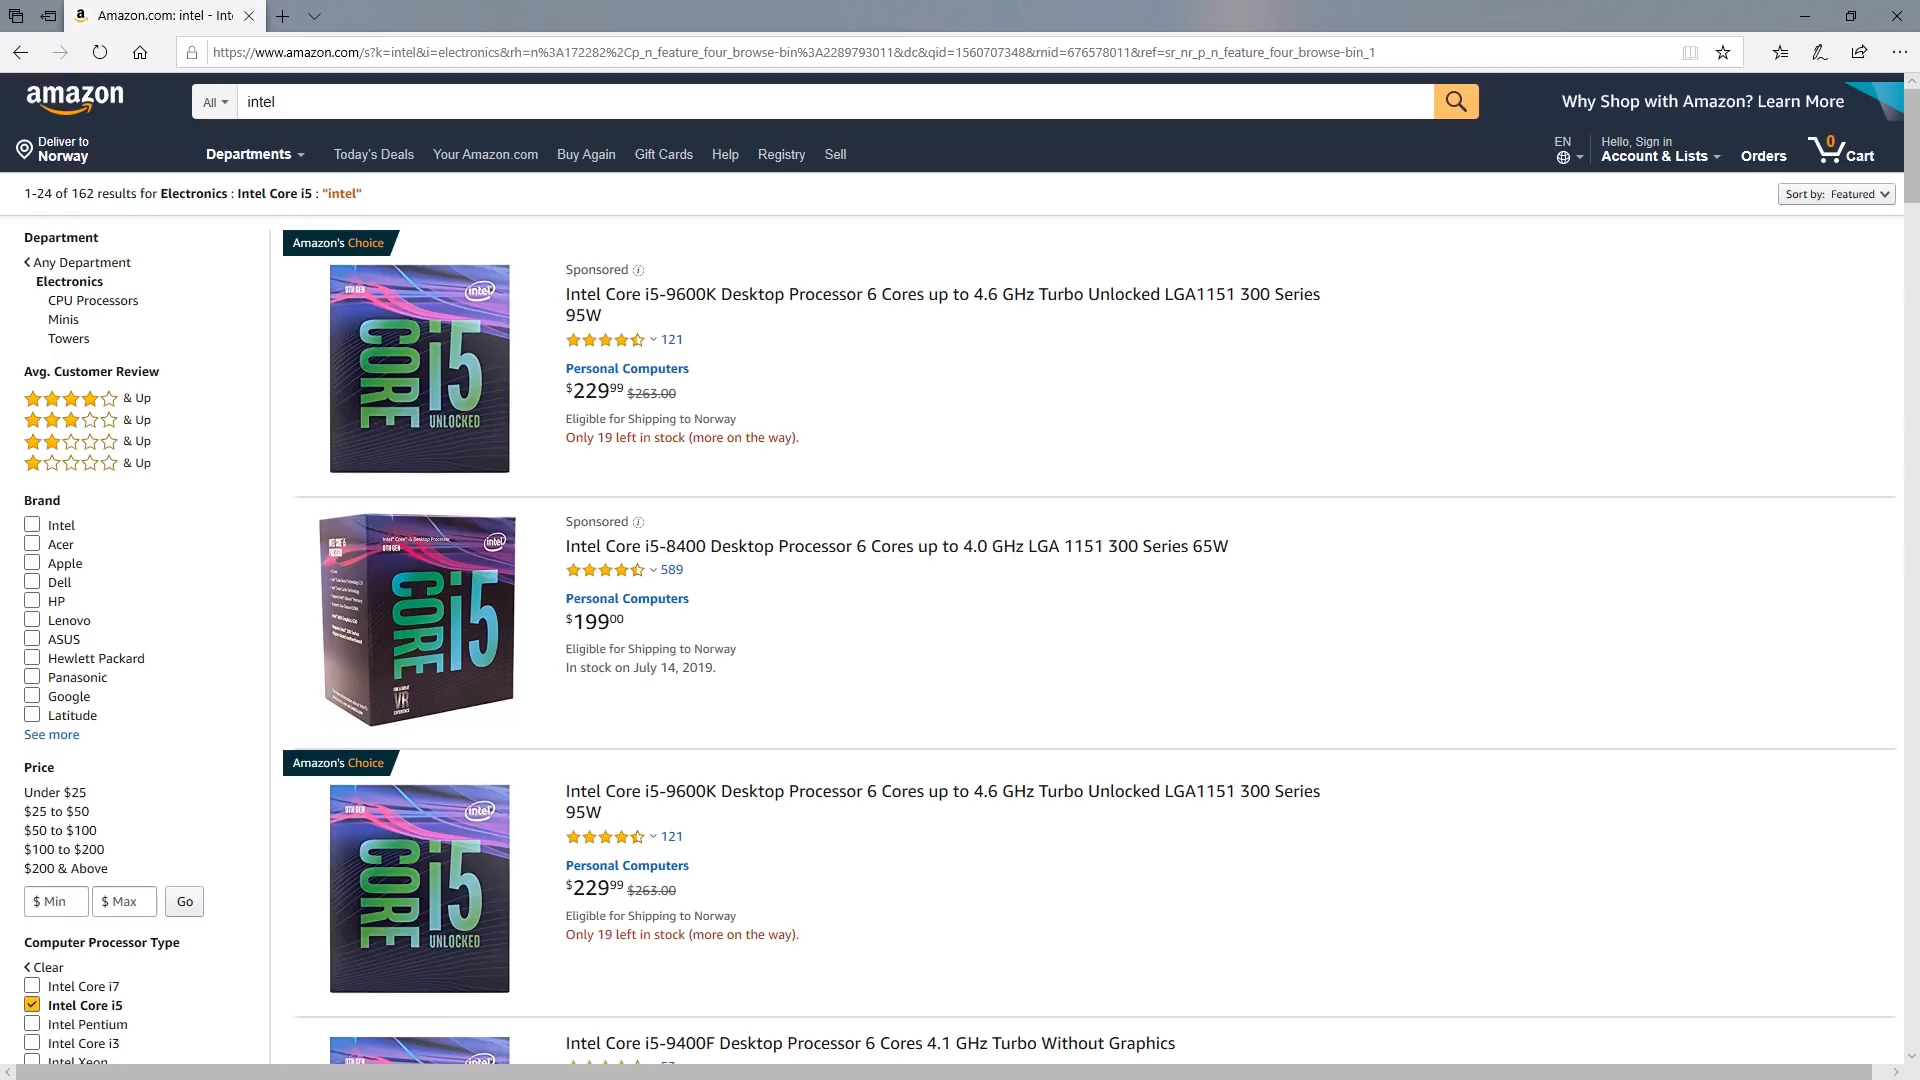 Amazon.com: intel - Int
https://www.amazon.com/s?k=intel&i=electronics&rh=n%3A172282%2Cp_n_feature_four_browse-bin%3A2289793011&dc&qid=1560707348&rnid=676578011&ref=sr_nr_p_n_feature_four_browse-bin_1
amazon
All
intel
Why Shop with Amazon? Learn More
Deliver to
Norway
Departments
Today's Deals
Your Amazon.com
Buy Again
Gift Cards
Help
Registry
Sell
EN
Hello, Sign in
Account & Lists
Orders
0
Cart
1-24 of 162 results for Electronics : Intel Core i5 : "intel"
Sort by: Featured
Department
Any Department
Electronics
CPU Processors
Minis
Towers
Avg. Customer Review
& Up
& Up
& Up
& Up
Brand
Intel
Acer
Apple
Dell
HP
Lenovo
ASUS
Hewlett Packard
Panasonic
Google
Latitude
See more
Price
Under $25
$25 to $50
$50 to $100
$100 to $200
$200 & Above
$ Min
$ Max
Go
Computer Processor Type
Clear
Intel Core i7
Intel Core i5
Intel Pentium
Intel Core i3
Intel Xeon
Amazon's Choice
9TH GEN
intel
CORE i5
UNLOCKED
Sponsored
Intel Core i5-9600K Desktop Processor 6 Cores up to 4.6 GHz Turbo Unlocked LGA1151 300 Series
95W
121
Personal Computers
$229.99 $263.00
Eligible for Shipping to Norway
Only 19 left in stock (more on the way).
8TH GEN
intel
CORE i5
VR
Sponsored
Intel Core i5-8400 Desktop Processor 6 Cores up to 4.0 GHz LGA 1151 300 Series 65W
589
Personal Computers
$199.00
Eligible for Shipping to Norway
In stock on July 14, 2019.
Amazon's Choice
9TH GEN
intel
CORE i5
UNLOCKED
Intel Core i5-9600K Desktop Processor 6 Cores up to 4.6 GHz Turbo Unlocked LGA1151 300 Series
95W
121
Personal Computers
$229.99 $263.00
Eligible for Shipping to Norway
Only 19 left in stock (more on the way).
intel
Intel Core i5-9400F Desktop Processor 6 Cores 4.1 GHz Turbo Without Graphics